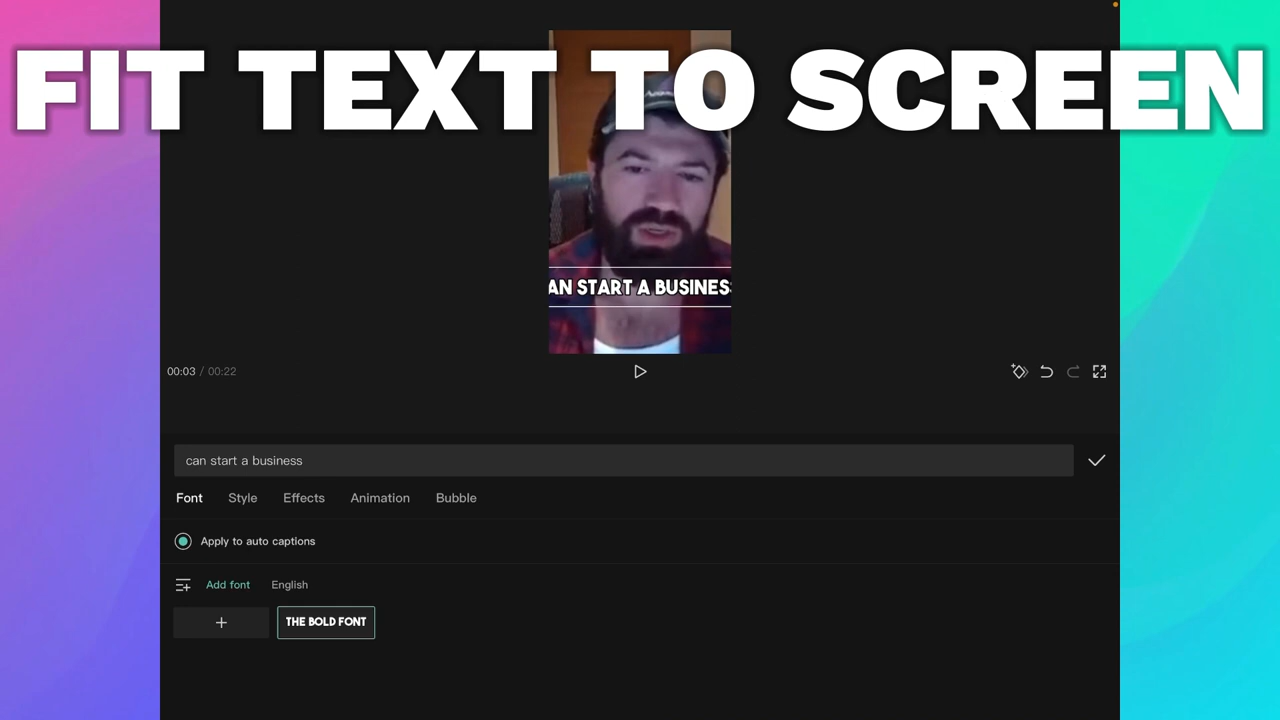 FIT TEXT TO SCREEN
AN START A BUSINES
00:03 / 00:22
can start a business
Font Style Effects Animation Bubble
Apply to auto captions
Add font English
+ THE BOLD FONT